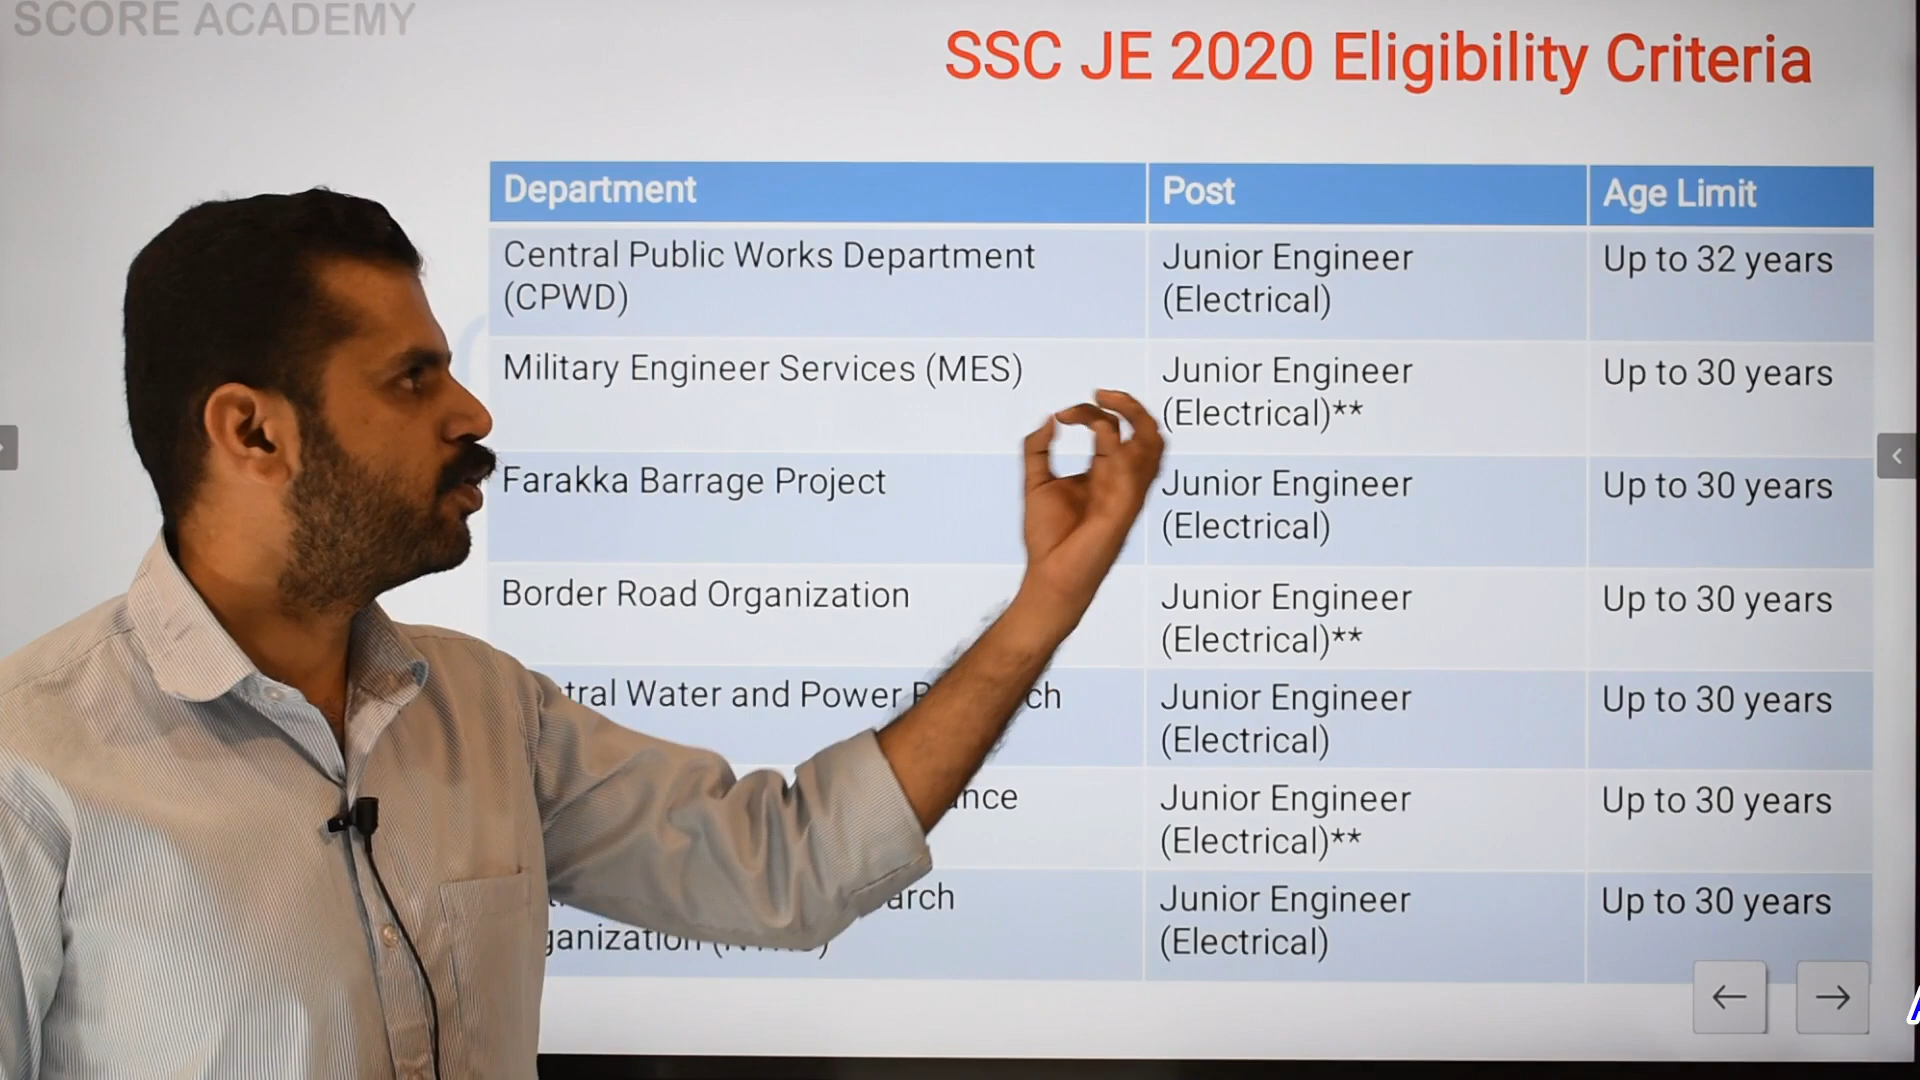 SCORE ACADEMY
SSC JE 2020 Eligibility Criteria
Department Post Age Limit
Central Public Works Department Junior Engineer Up to 32 years
(CPWD) (Electrical)
Military Engineer Services (MES) Junior Engineer Up to 30 years
(Electrical)**
Farakka Barrage Project Junior Engineer Up to 30 years
(Electrical)
Border Road Organization Junior Engineer Up to 30 years
(Electrical)**
Water and Power Junior Engineer Up to 30 years
(Electrical)
Junior Engineer Up to 30 years
(Electrical)**
Junior Engineer Up to 30 years
(Electrical)